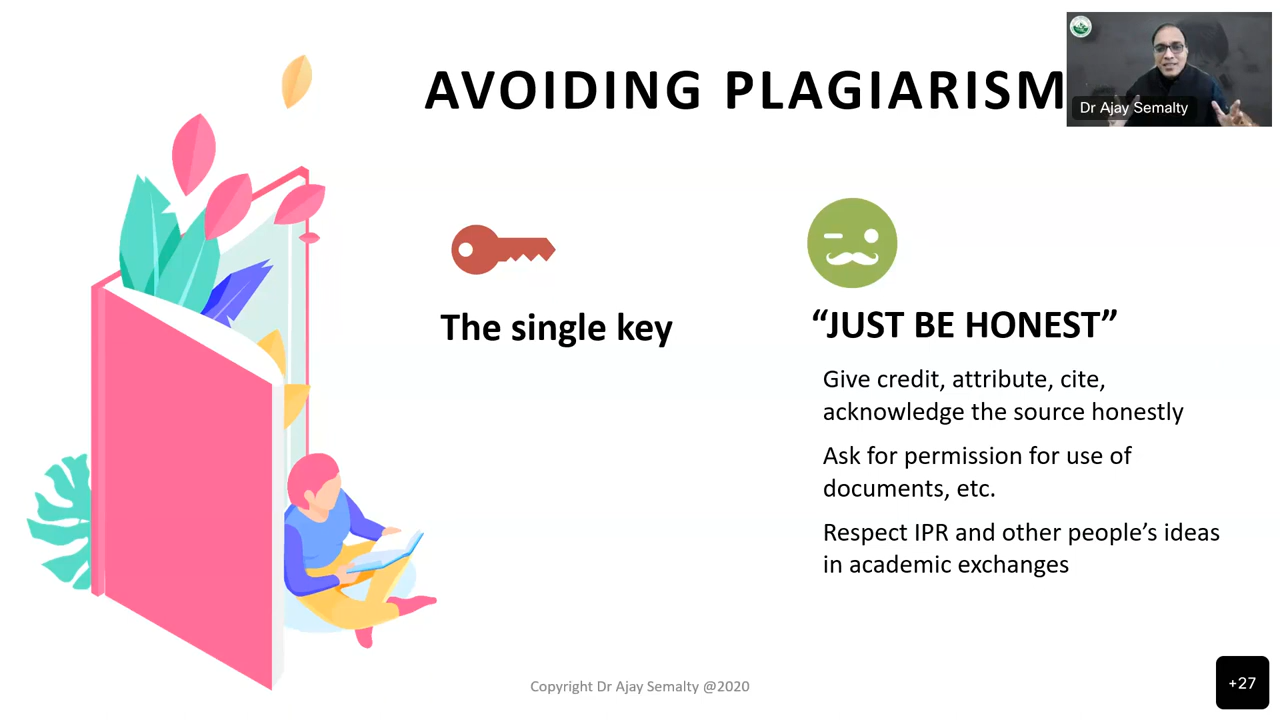 AVOIDING PLAGIARISM
Dr Ajay Semalty
The single key
“JUST BE HONEST”
Give credit, attribute, cite,
acknowledge the source honestly
Ask for permission for use of
documents, etc.
Respect IPR and other people’s ideas
in academic exchanges
Copyright Dr Ajay Semalty @2020
+27